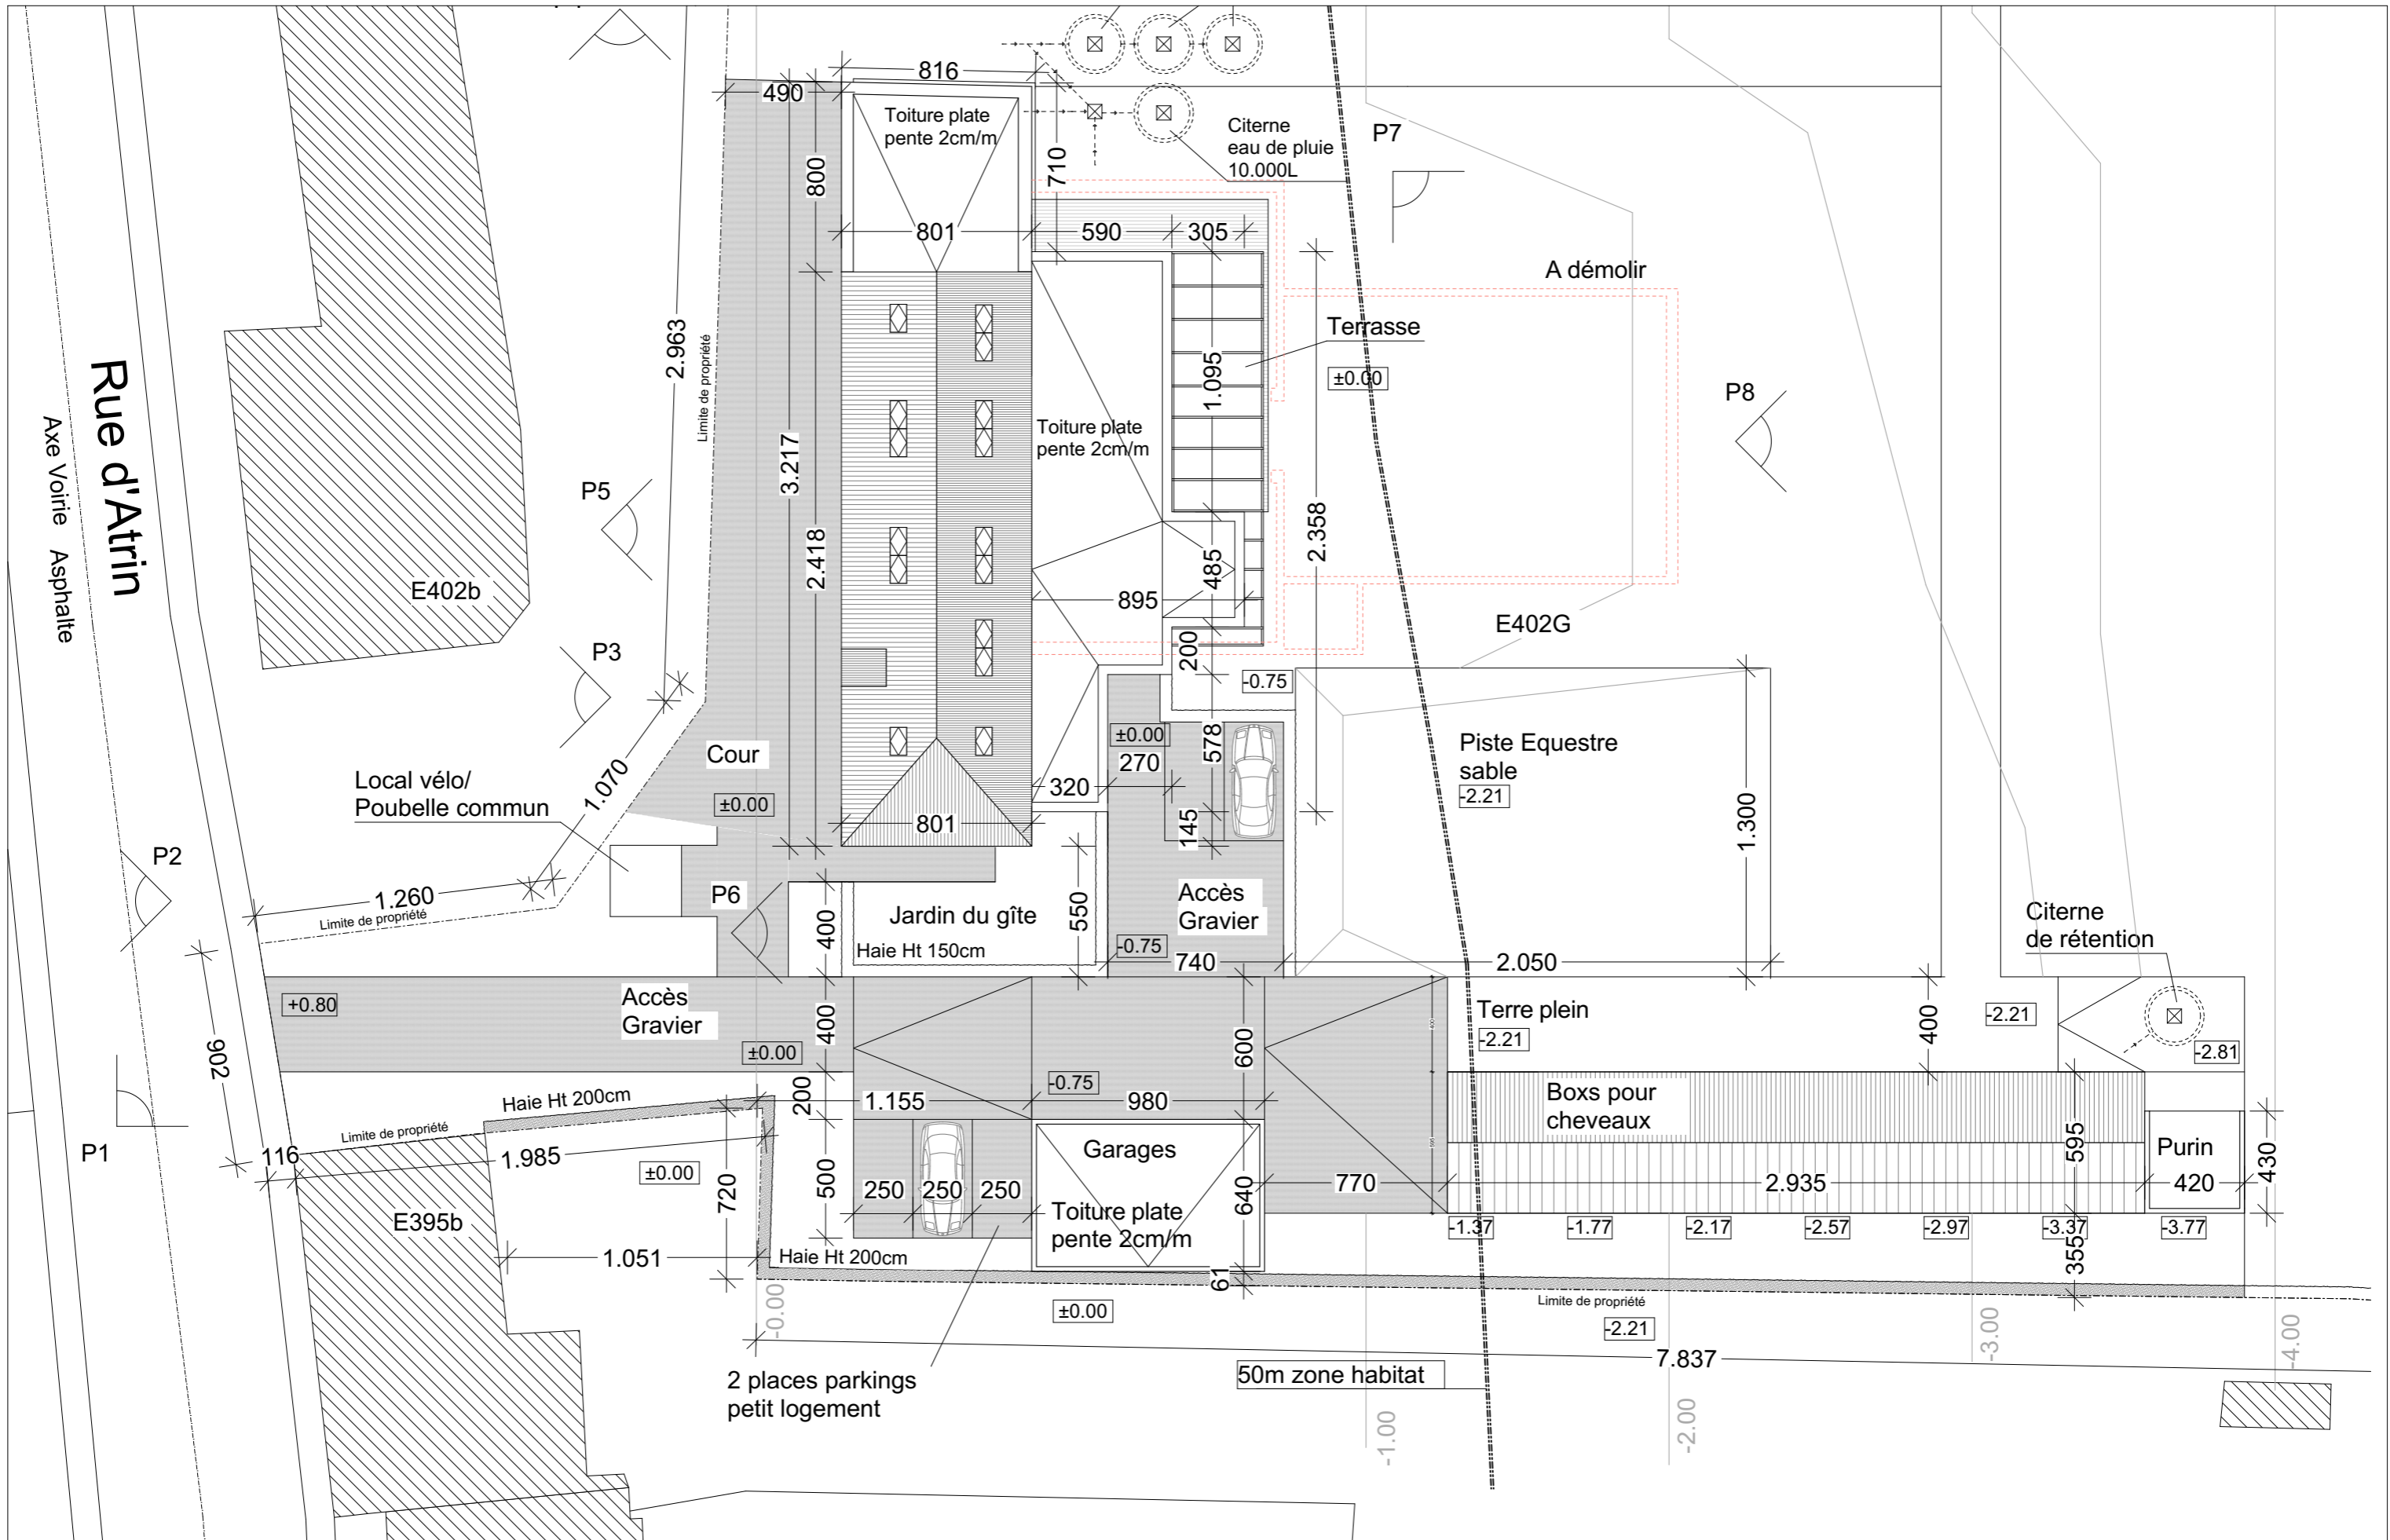 816
490
Toiture plate
pente 2cm/m
Citerne
eau de pluie
10.000L
P7
710
800
801
590
305
A démolir
Terrasse
±0.00
2.963
Limite de propriété
1.095
P8
Rue d'Atrin
Axe Voirie Asphalte
Toiture plate
pente 2cm/m
3.217
P5
2.418
2.358
485
895
E402b
E402G
P3
200
-0.75
±0.00
578
Piste Equestre
sable
-2.21
Cour
270
320
1.070
Local vélo/
Poubelle commun
±0.00
801
145
1.300
P2
1.260
Limite de propriété
P6
400
Jardin du gîte
Haie Ht 150cm
550
Accès
Gravier
-0.75
740
2.050
Citerne
de rétention
+0.80
Accès
Gravier
400
±0.00
600
Terre plein
-2.21
400
-2.21
-2.81
902
-0.75
Haie Ht 200cm
200
1.155
980
Boxs pour
cheveaux
595
P1
Limite de propriété
116
1.985
±0.00
720
500
250
250
250
Garages
Toiture plate
pente 2cm/m
640
770
2.935
Purin
420
430
E395b
1.051
Haie Ht 200cm
-1.37
-1.77
-2.17
-2.57
-2.97
-3.37
-3.77
355
61
-0.00
±0.00
Limite de propriété
-2.21
-3.00
-4.00
7.837
50m zone habitat
2 places parkings
petit logement
-1.00
-2.00